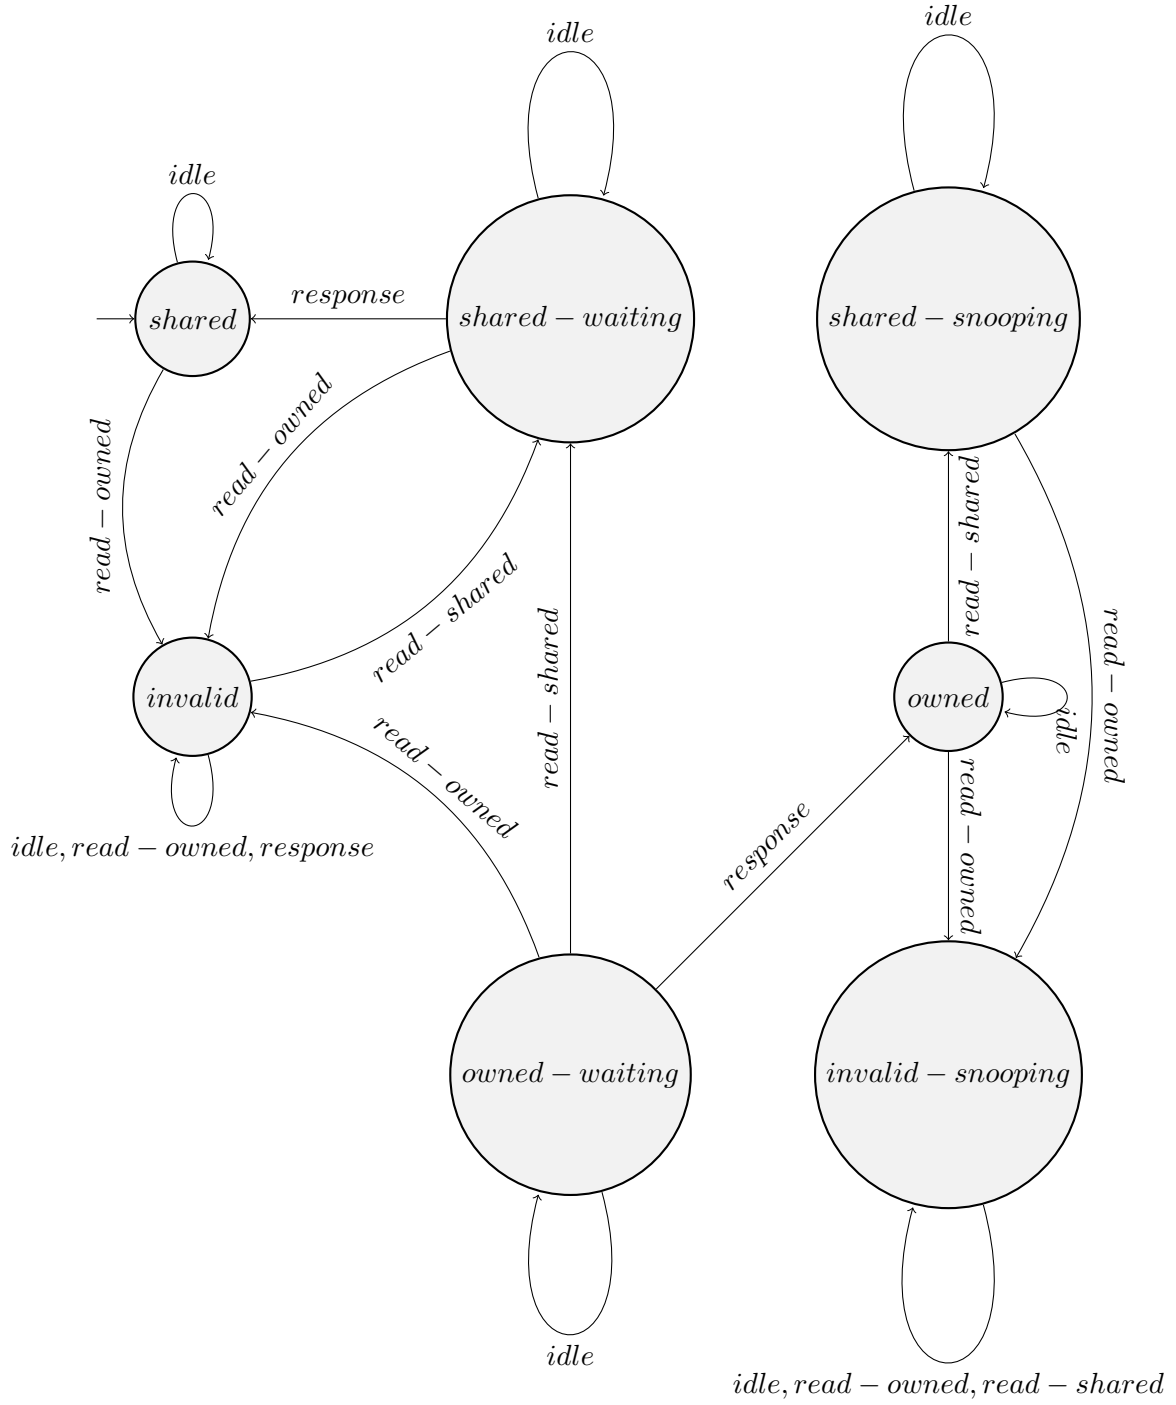 idle
idle
idle
response
shared
shared − waiting
shared − snooping
read − owned
read − owned
read − shared
read − shared
read − shared
read − owned
invalid
owned
idle
read − owned
read − owned
idle, read − owned, response
response
owned − waiting
invalid − snooping
idle
idle, read − owned, read − shared